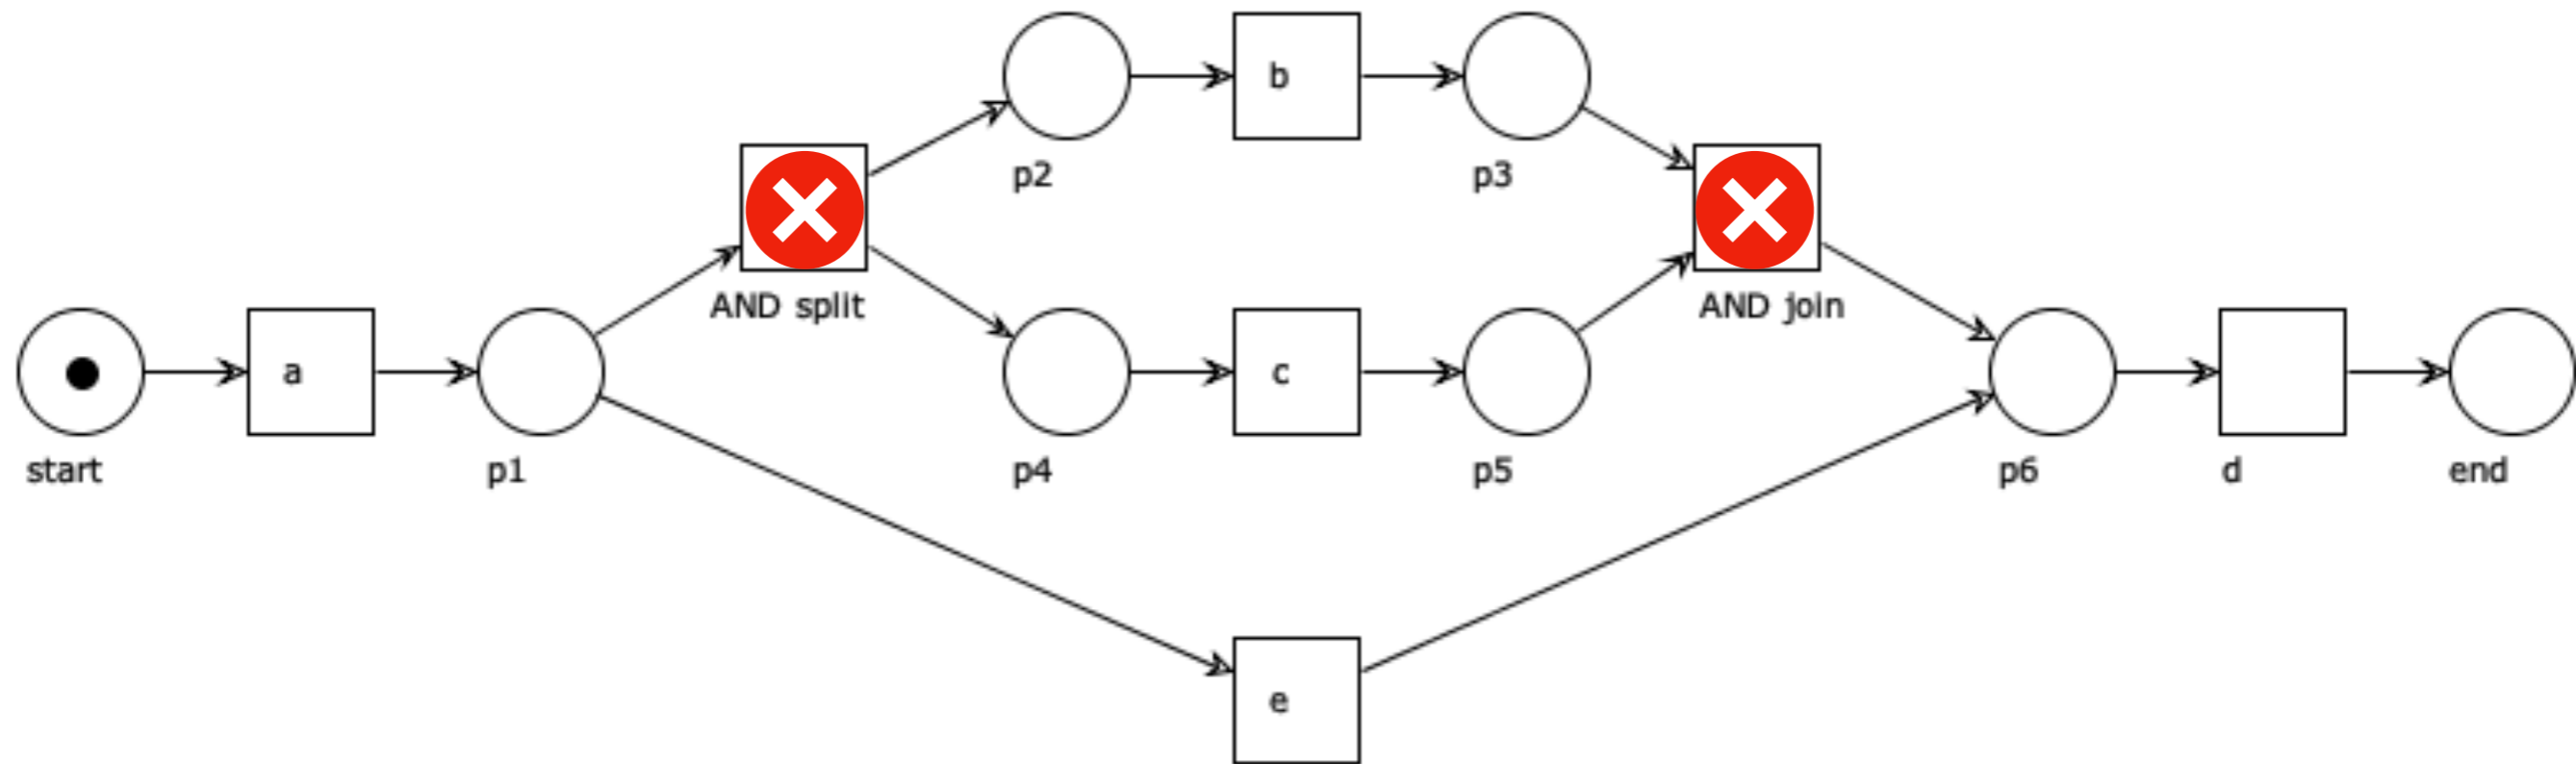 b
p2
p3
AND split
AND join
a
c
start
p1
p4
p5
p6
d
end
e